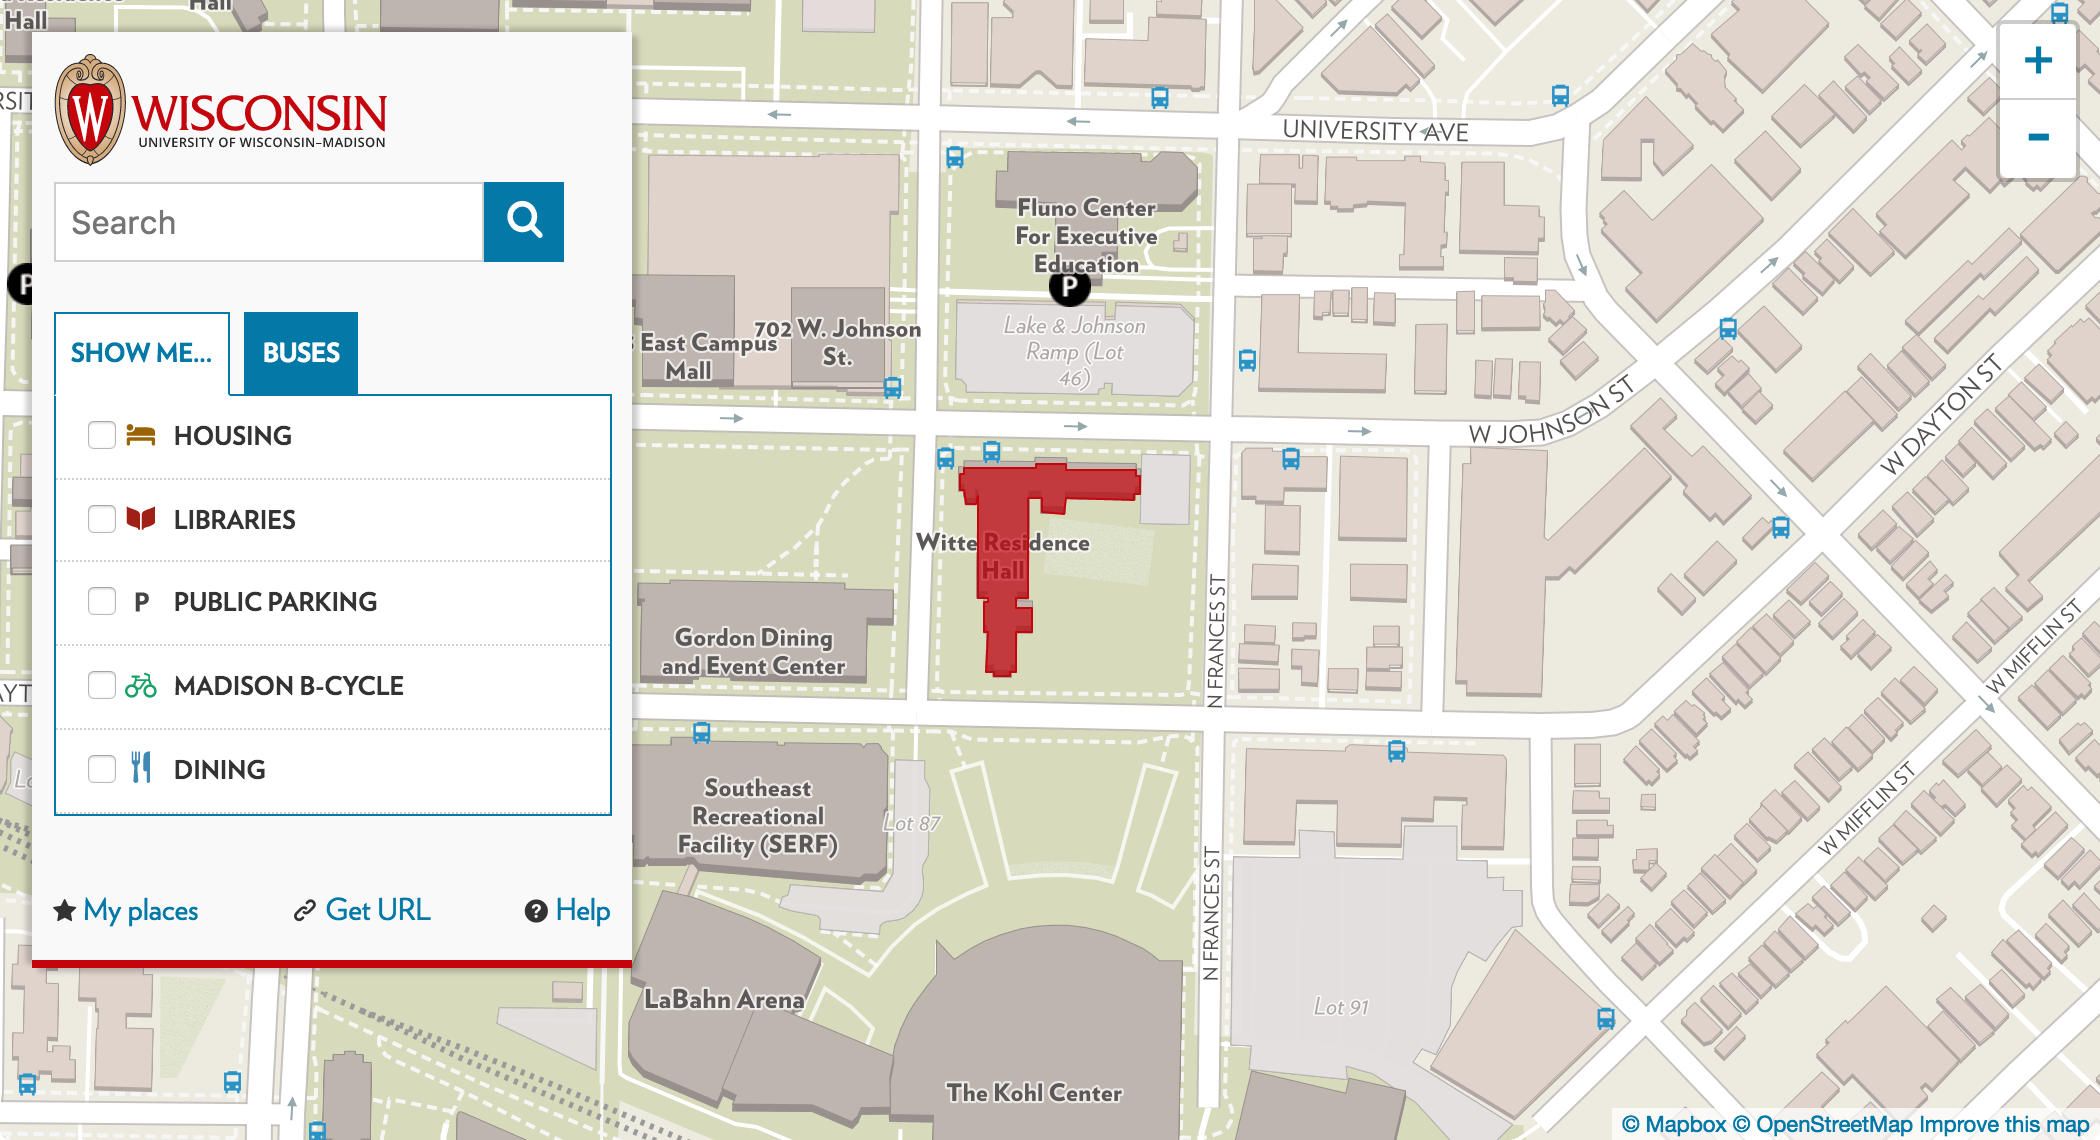 Hall
Hall
W
WISCONSIN
UNIVERSITY OF WISCONSIN–MADISON
Search
SHOW ME...
BUSES
HOUSING
LIBRARIES
P PUBLIC PARKING
MADISON B-CYCLE
DINING
My places
Get URL
? Help
+
-
UNIVERSITY AVE
Fluno Center
For Executive
Education
P
P
Lake & Johnson
Ramp (Lot
46)
East Campus
Mall
702 W. Johnson
St.
W JOHNSON ST
W DAYTON ST
Witte Residence
Hall
N FRANCES ST
Gordon Dining
and Event Center
W MIFFLIN ST
Southeast
Recreational
Facility (SERF)
Lot 87
W MIFFLIN ST
N FRANCES ST
LaBahn Arena
Lot 91
The Kohl Center
© Mapbox © OpenStreetMap Improve this map